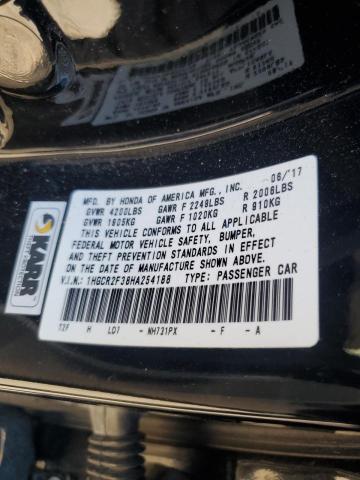 MFD. BY HONDA OF AMERICA MFG., INC. 06/'17
GVWR 4200LBS GAWR F 2249LBS R 2006LBS
GVWR 1905KG GAWR F 1020KG R 910KG
THIS VEHICLE CONFORMS TO ALL APPLICABLE
FEDERAL MOTOR VEHICLE SAFETY, BUMPER,
AND THEFT PREVENTION STANDARDS IN EFFECT
ON THE DATE OF MANUFACTURE SHOWN ABOVE.
V.I.N: 1HGCR2F38HA254188 TYPE: PASSENGER CAR
T2F H LD7 - NH731PX - F - A
KARR